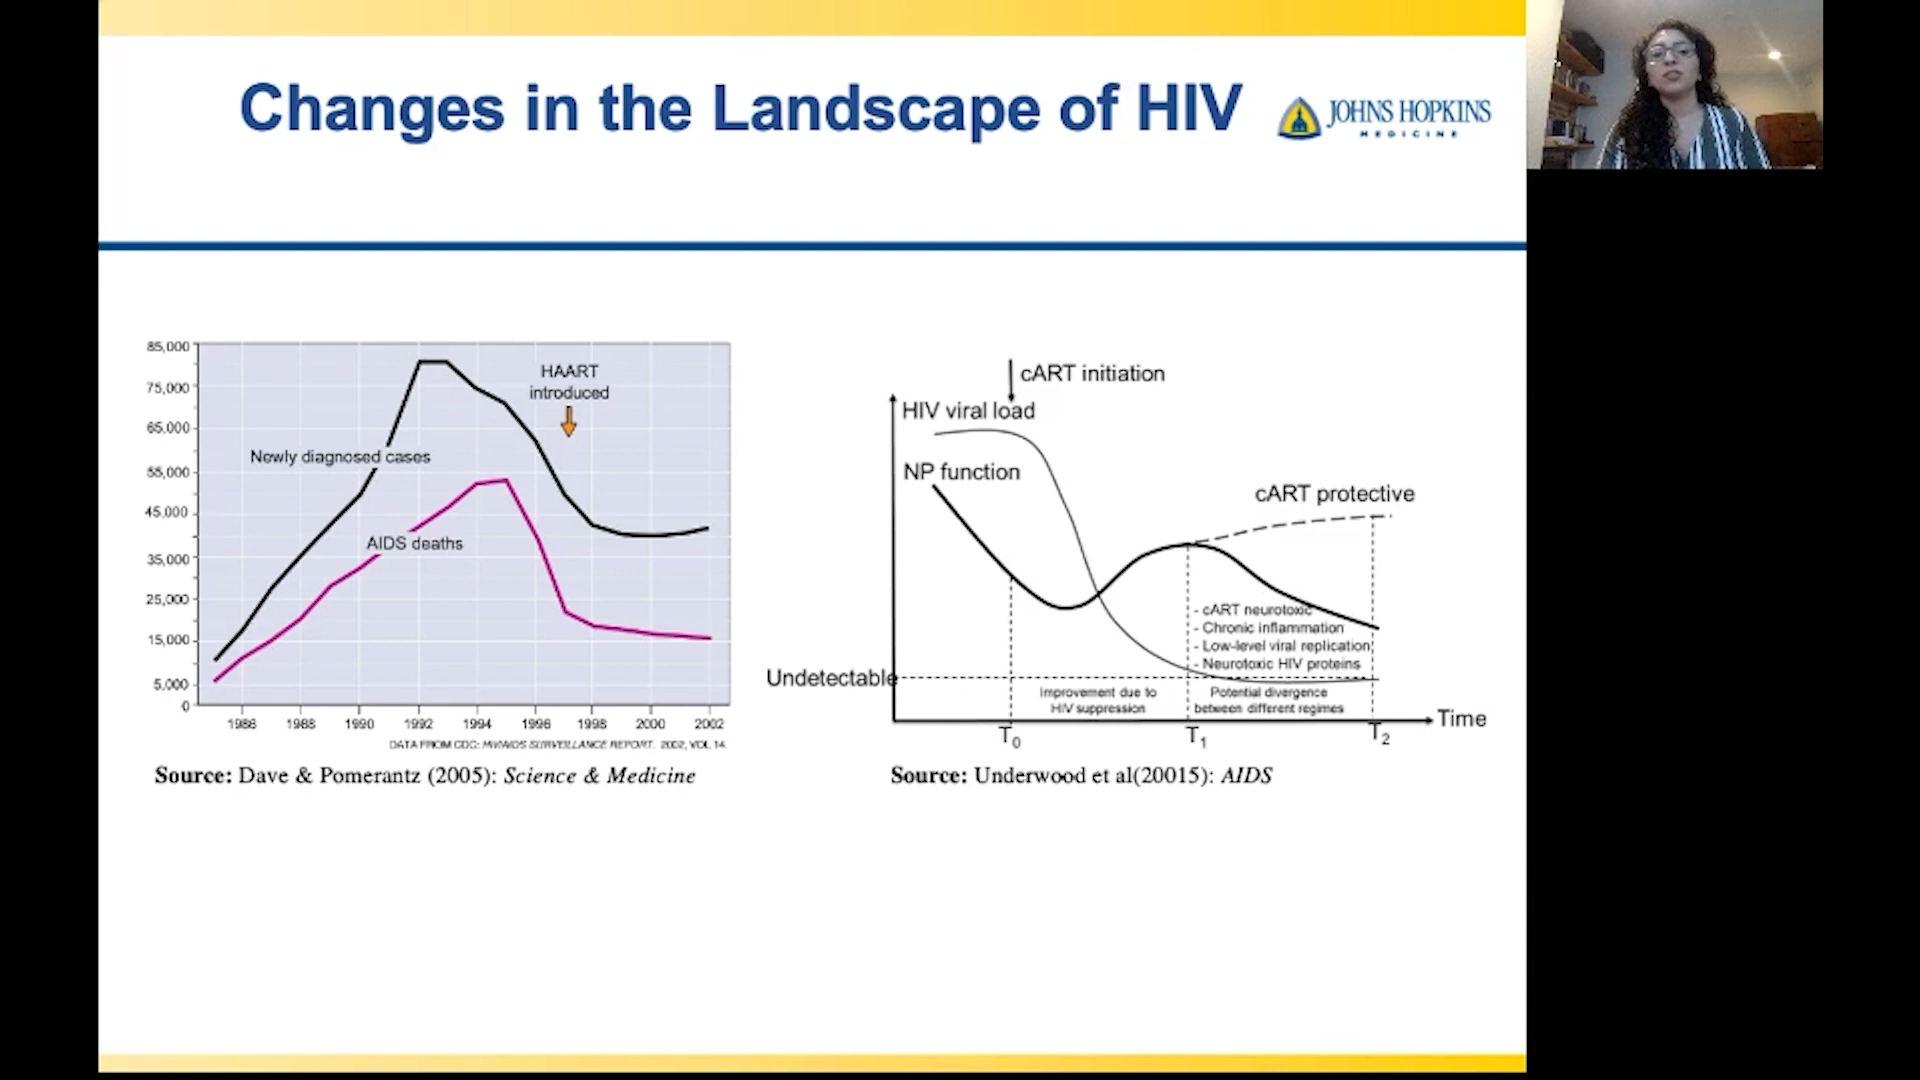 Changes in the Landscape of HIV
JOHNS HOPKINS
MEDICINE
85,000
75,000
65,000
55,000
45,000
35,000
25,000
15,000
5,000
0
HAART
introduced
Newly diagnosed cases
AIDS deaths
1986
1988
1990
1992
1994
1996
1998
2000
2002
DATA FROM CDC: HIV/AIDS SURVEILLANCE REPORT. 2002, VOL 14.
Source: Dave & Pomerantz (2005): Science & Medicine
cART initiation
HIV viral load
NP function
cART protective
- cART neurotoxic
- Chronic inflammation
- Low-level viral replication
- Neurotoxic HIV proteins
Undetectable
Improvement due to
HIV suppression
Potential divergence
between different regimes
Time
T0
T1
T2
Source: Underwood et al(20015): AIDS